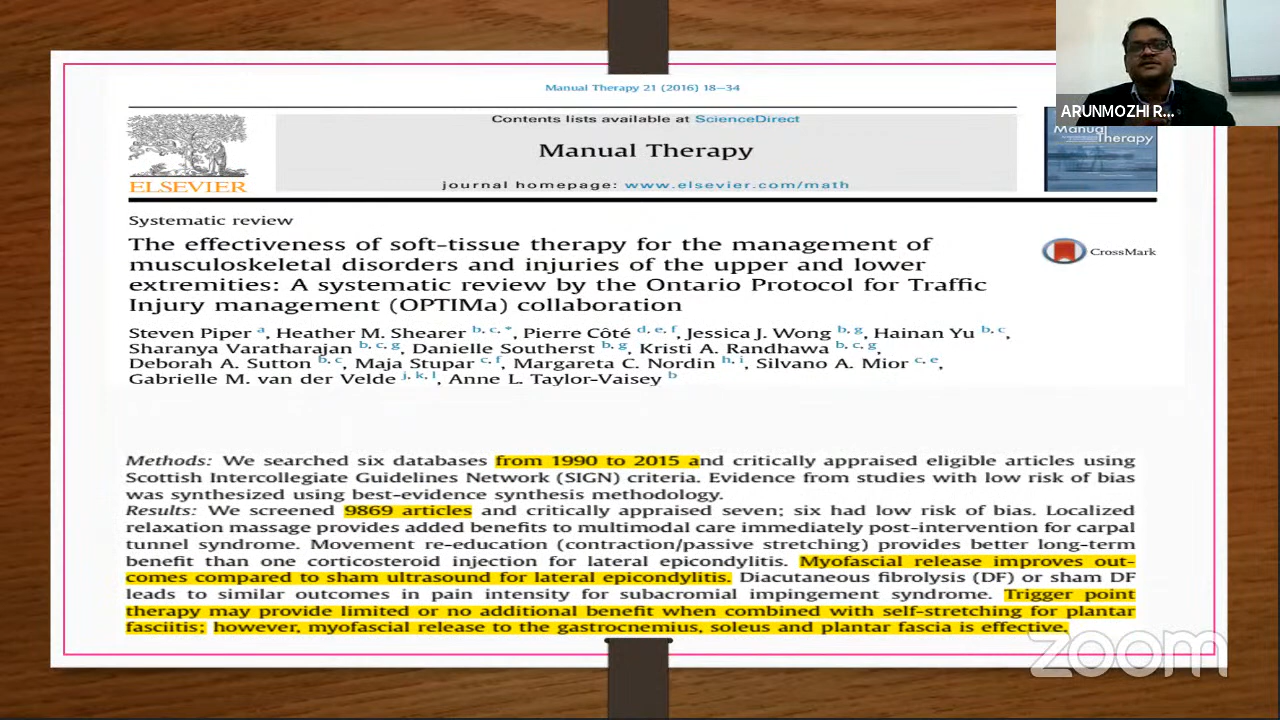 Manual Therapy 21 (2016) 18–34
Contents lists available at ScienceDirect
Manual Therapy
journal homepage: www.elsevier.com/math
ELSEVIER
ARUNMOZHI R...
Manual
Therapy
Systematic review
The effectiveness of soft-tissue therapy for the management of
musculoskeletal disorders and injuries of the upper and lower
extremities: A systematic review by the Ontario Protocol for Traffic
Injury management (OPTIMa) collaboration
CrossMark
Steven Piper a, Heather M. Shearer b, c, *, Pierre Côté d, e, f, Jessica J. Wong b, g, Hainan Yu b, c,
Sharanya Varatharajan b, c, g, Danielle Southerst b, g, Kristi A. Randhawa b, c, g,
Deborah A. Sutton b, c, Maja Stupar c, f, Margareta C. Nordin h, i, Silvano A. Mior c, e,
Gabrielle M. van der Velde j, k, l, Anne L. Taylor-Vaisey b
Methods: We searched six databases from 1990 to 2015 and critically appraised eligible articles using
Scottish Intercollegiate Guidelines Network (SIGN) criteria. Evidence from studies with low risk of bias
was synthesized using best-evidence synthesis methodology.
Results: We screened 9869 articles and critically appraised seven; six had low risk of bias. Localized
relaxation massage provides added benefits to multimodal care immediately post-intervention for carpal
tunnel syndrome. Movement re-education (contraction/passive stretching) provides better long-term
benefit than one corticosteroid injection for lateral epicondylitis. Myofascial release improves out-
comes compared to sham ultrasound for lateral epicondylitis. Diacutaneous fibrolysis (DF) or sham DF
leads to similar outcomes in pain intensity for subacromial impingement syndrome. Trigger point
therapy may provide limited or no additional benefit when combined with self-stretching for plantar
fasciitis; however, myofascial release to the gastrocnemius, soleus and plantar fascia is effective.
zoom